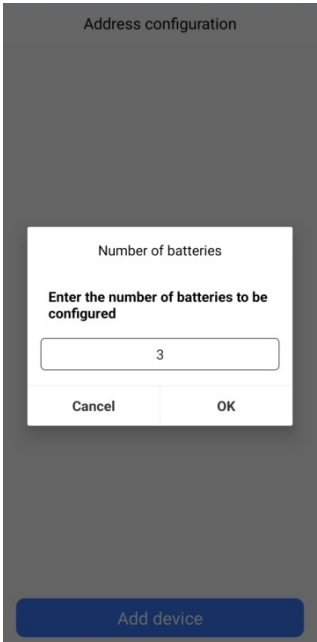 Address configuration
Number of batteries
Enter the number of batteries to be
configured
3
Cancel OK
Add device